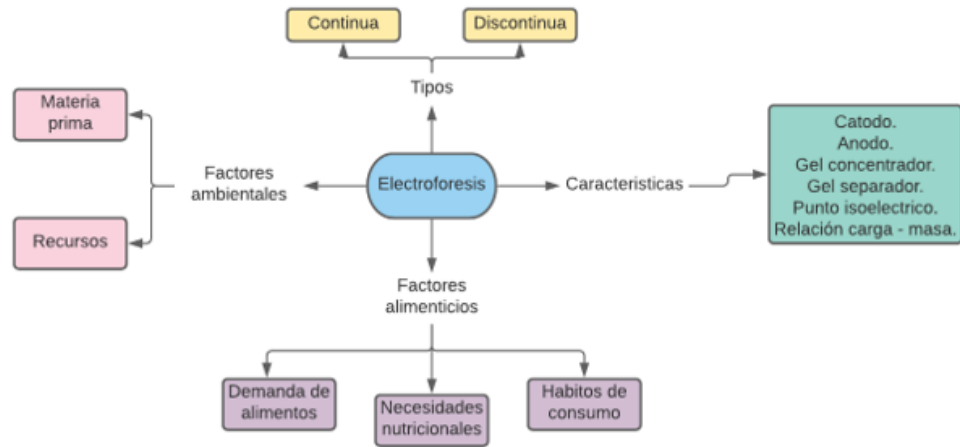 Continua
Discontinua
Tipos
Materia
prima
Factores
ambientales
Recursos
Electroforesis
Caracteristicas
Catodo.
Anodo.
Gel concentrador.
Gel separador.
Punto isoelectrico.
Relación carga - masa.
Factores
alimenticios
Demanda de
alimentos
Necesidades
nutricionales
Habitos de
consumo